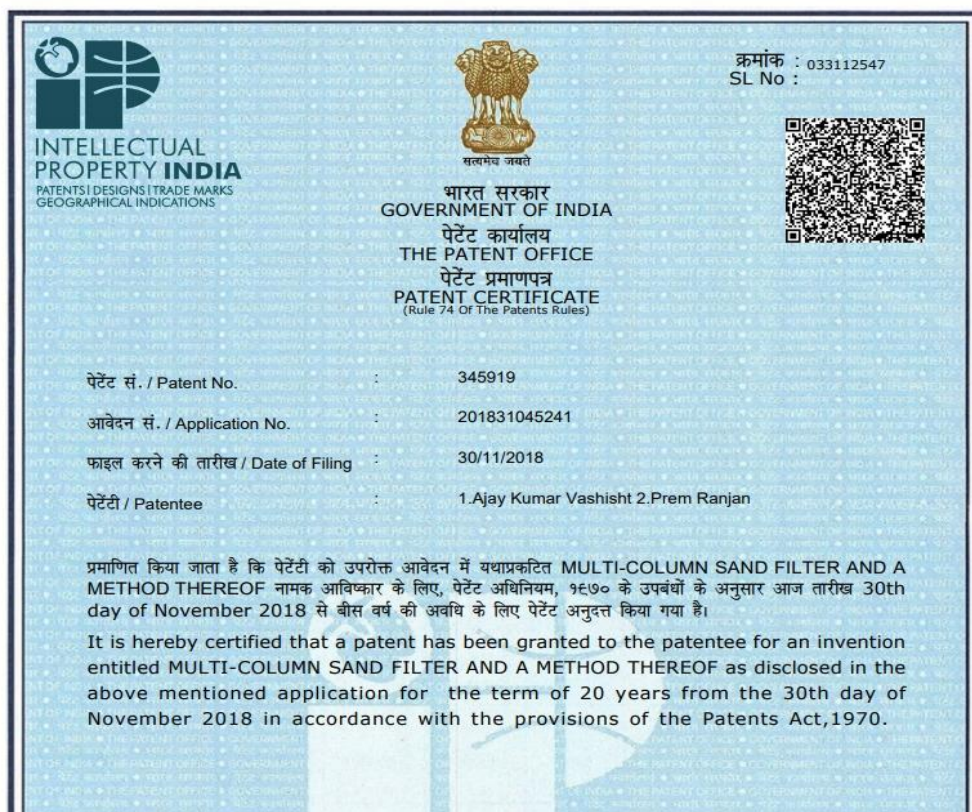 INTELLECTUAL
PROPERTY INDIA
PATENTS | DESIGNS | TRADE MARKS
GEOGRAPHICAL INDICATIONS
सत्यमेव जयते
क्रमांक : 033112547
SL No :
भारत सरकार
GOVERNMENT OF INDIA
पेटेंट कार्यालय
THE PATENT OFFICE
पेटेंट प्रमाणपत्र
PATENT CERTIFICATE
(Rule 74 Of The Patents Rules)
पेटेंट सं. / Patent No. : 345919
आवेदन सं. / Application No. : 201831045241
फाइल करने की तारीख / Date of Filing : 30/11/2018
पेटेंटी / Patentee : 1.Ajay Kumar Vashisht 2.Prem Ranjan
प्रमाणित किया जाता है कि पेटेंटी को उपरोक्त आवेदन में यथाप्रकटित MULTI-COLUMN SAND FILTER AND A
METHOD THEREOF नामक आविष्कार के लिए, पेटेंट अधिनियम, १९७० के उपबंधों के अनुसार आज तारीख 30th
day of November 2018 से बीस वर्ष की अवधि के लिए पेटेंट अनुदत्त किया गया है।
It is hereby certified that a patent has been granted to the patentee for an invention
entitled MULTI-COLUMN SAND FILTER AND A METHOD THEREOF as disclosed in the
above mentioned application for the term of 20 years from the 30th day of
November 2018 in accordance with the provisions of the Patents Act,1970.